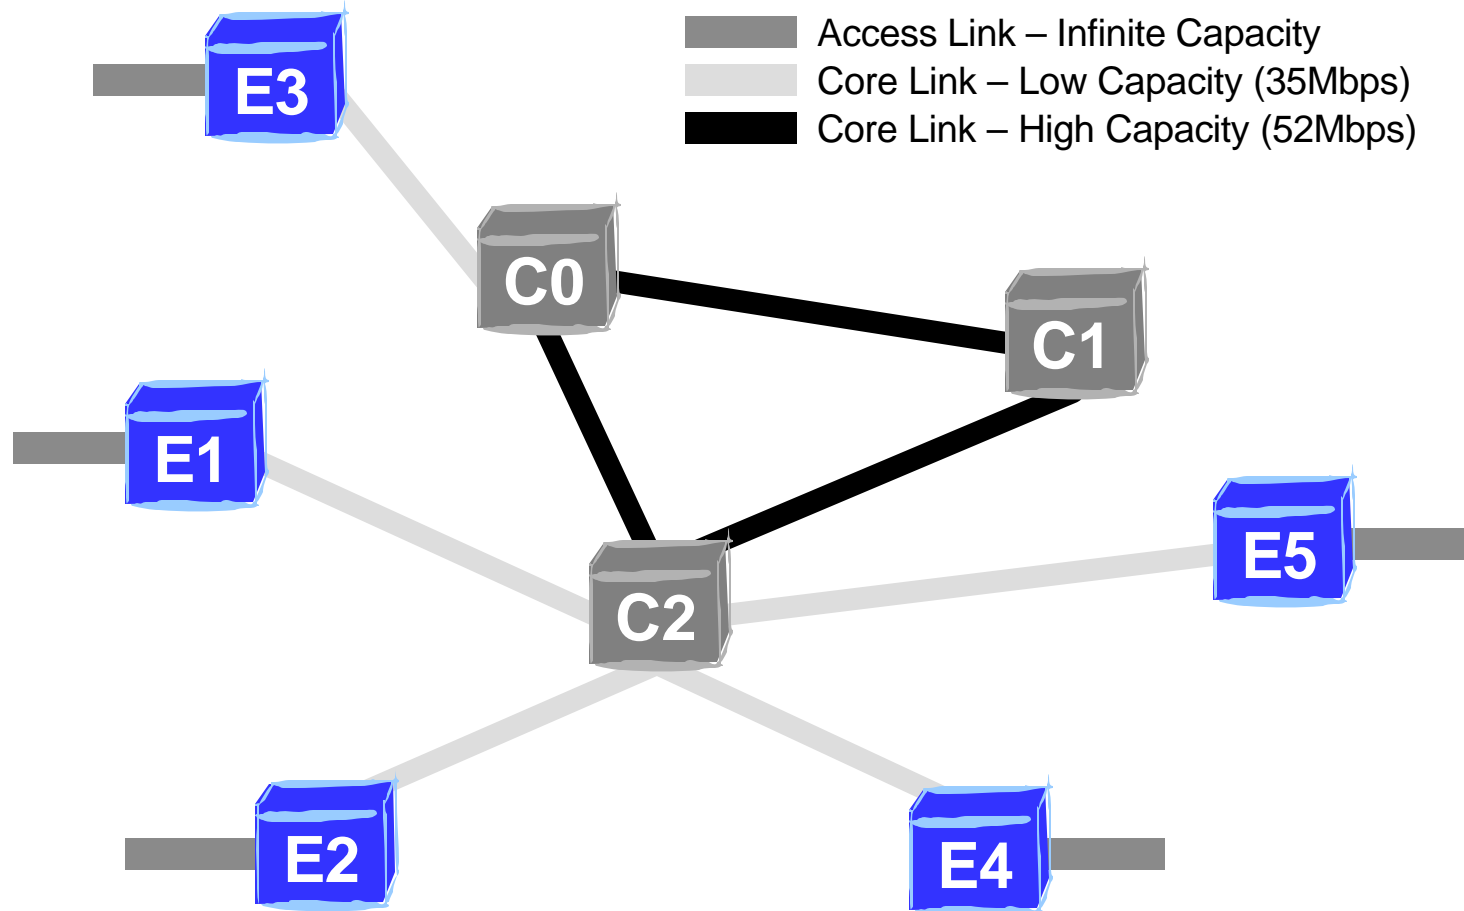 Access Link – Infinite Capacity
Core Link – Low Capacity (35Mbps)
Core Link – High Capacity (52Mbps)
E3
C0
C1
E1
E5
C2
E2
E4